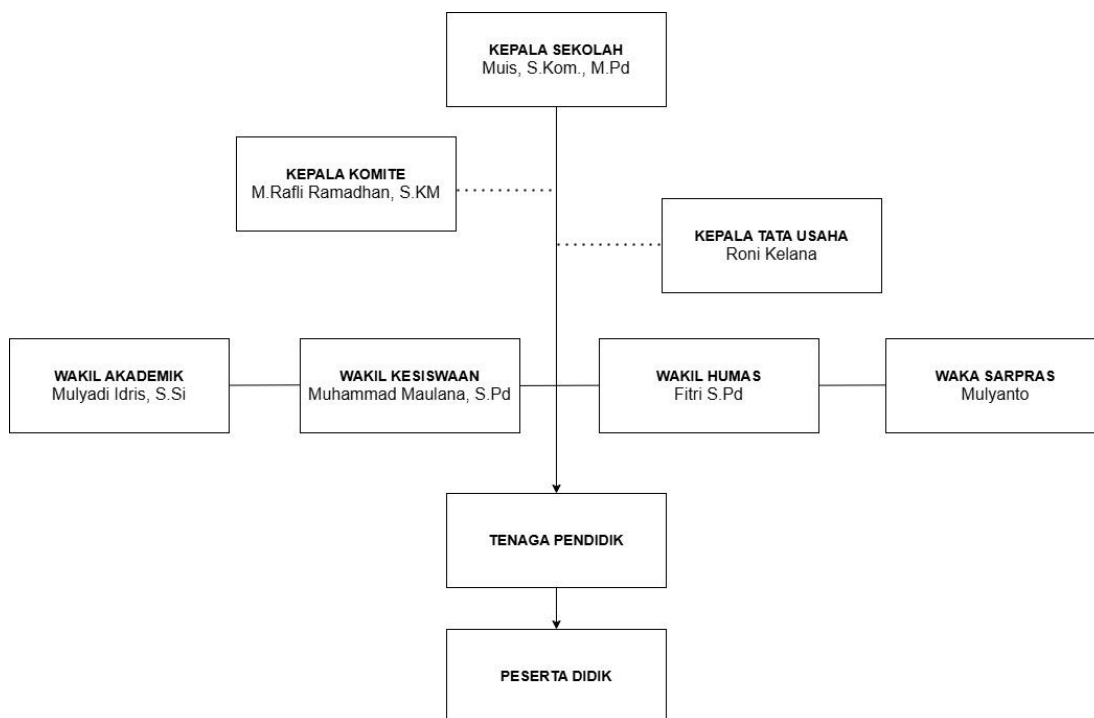 KEPALA SEKOLAH
Muis, S.Kom., M.Pd
KEPALA KOMITE
M.Rafli Ramadhan, S.KM
KEPALA TATA USAHA
Roni Kelana
WAKIL AKADEMIK
Mulyadi Idris, S.Si
WAKIL KESISWAAN
Muhammad Maulana, S.Pd
WAKIL HUMAS
Fitri S.Pd
WAKA SARPRAS
Mulyanto
TENAGA PENDIDIK
PESERTA DIDIK